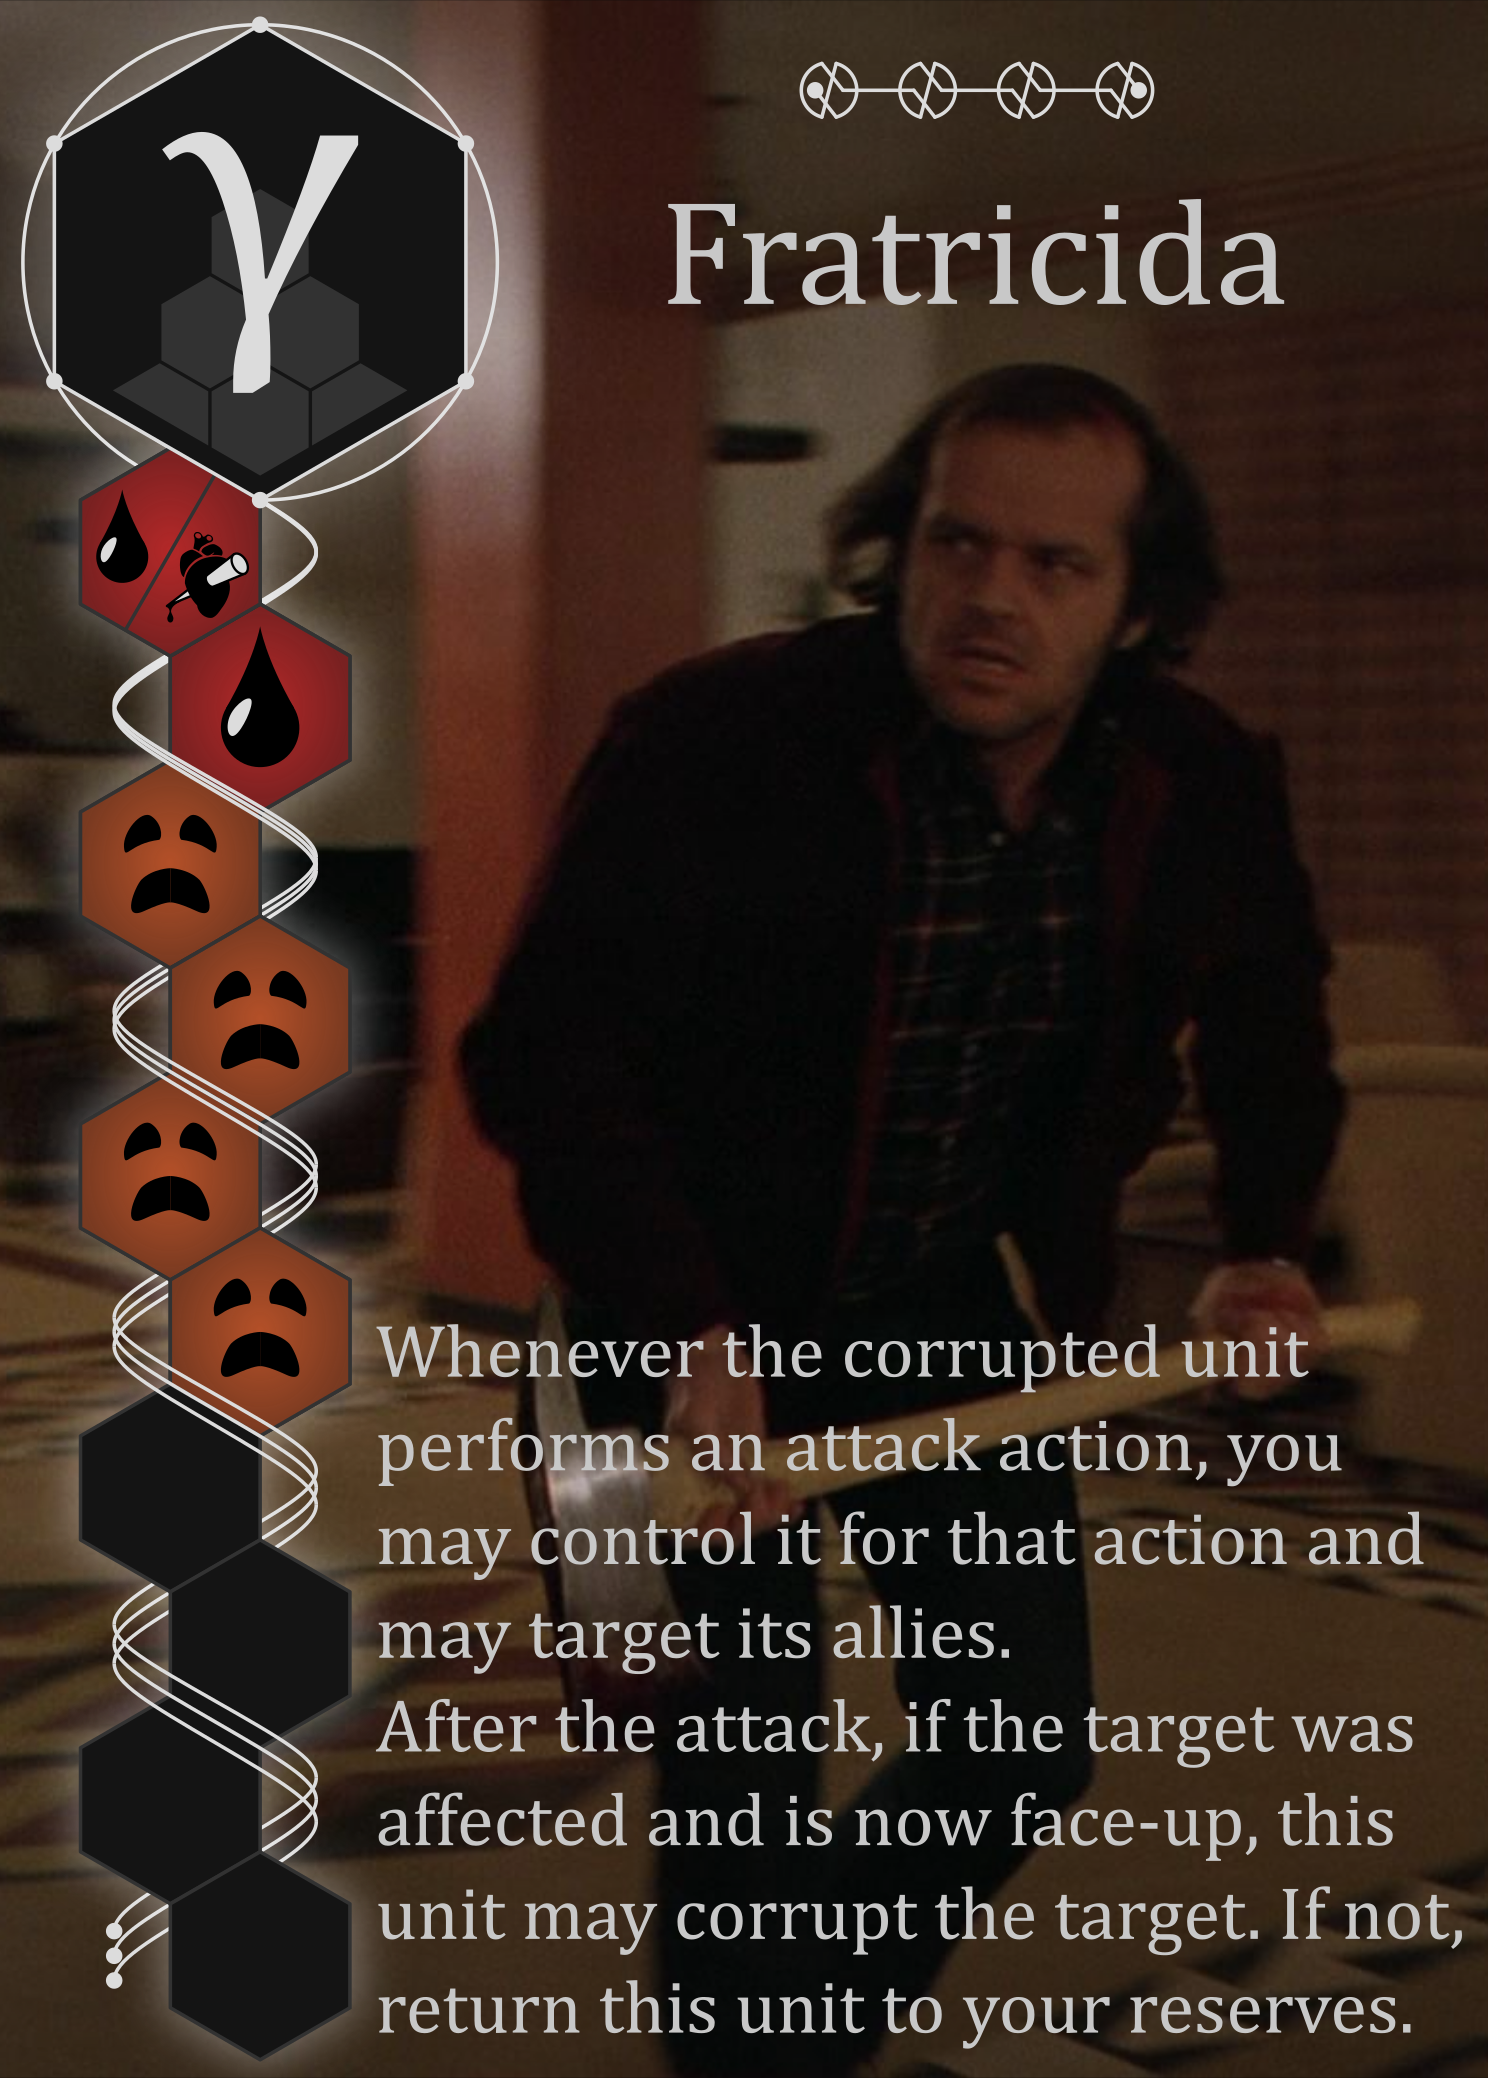 γ
Fratricida
Whenever the corrupted unit
performs an attack action, you
may control it for that action and
may target its allies.
After the attack, if the target was
affected and is now face-up, this
unit may corrupt the target. If not,
return this unit to your reserves.